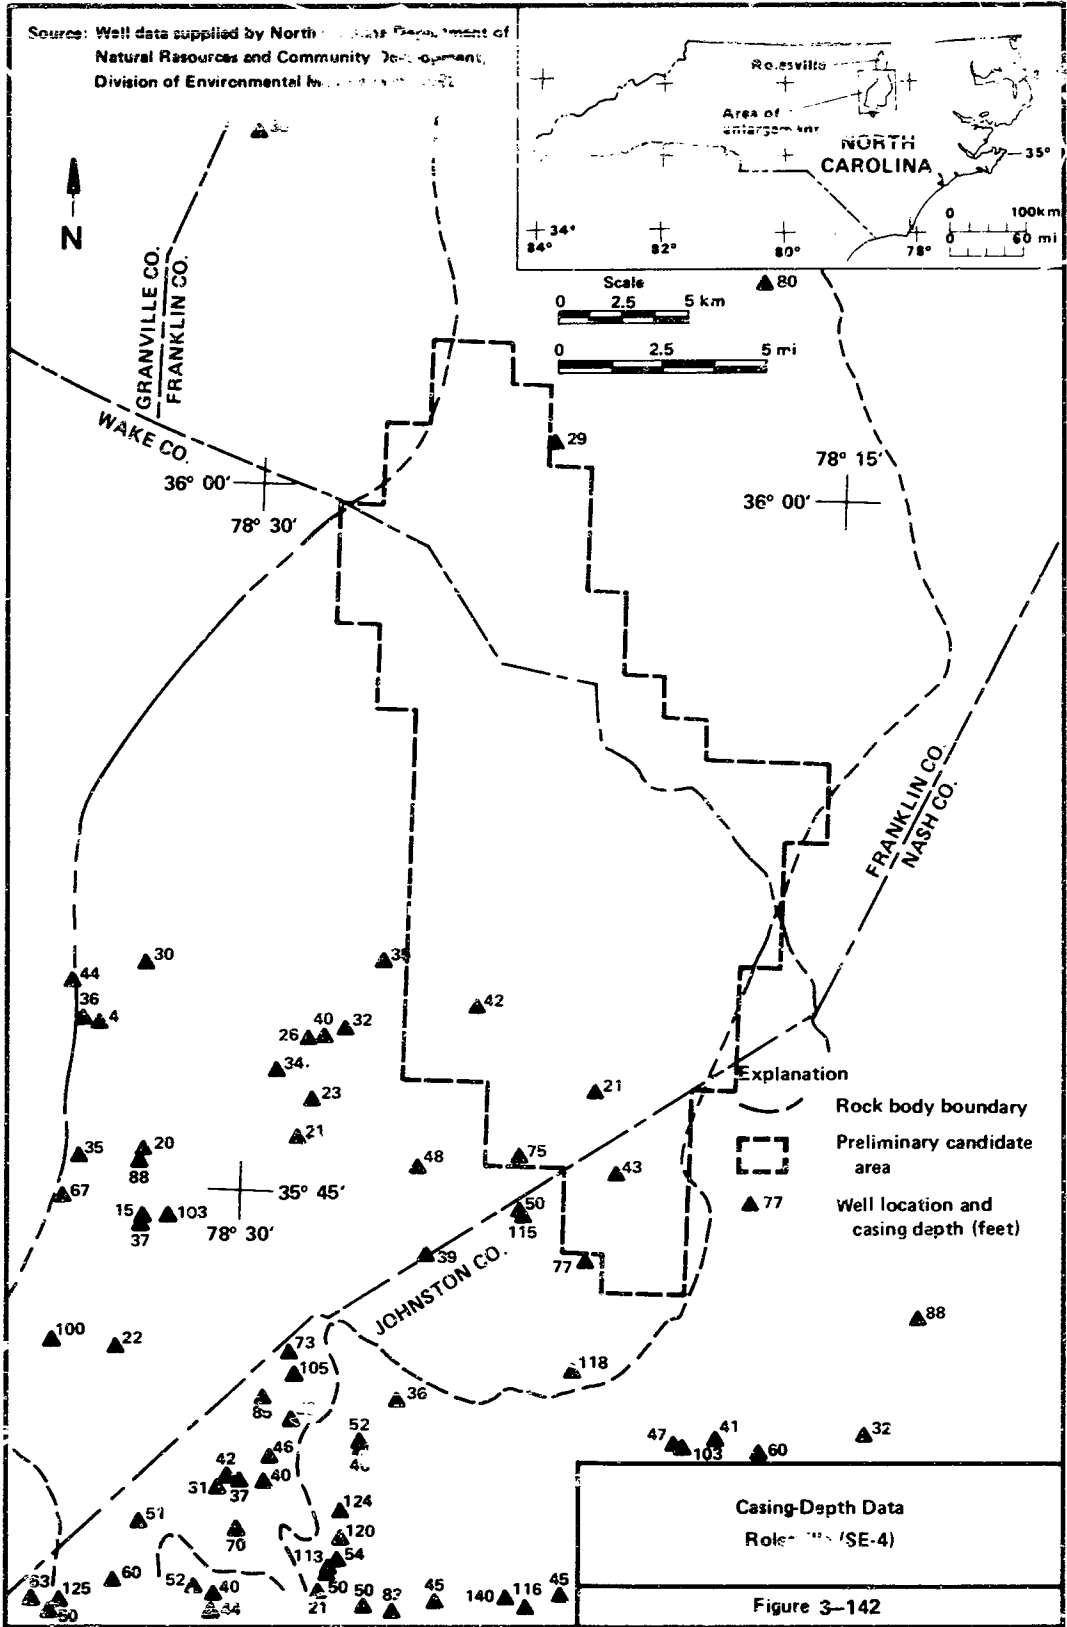 Source: Well data supplied by North of
Natural Resources and Community
Division of Environmental
Rolesville
Area of
enlargement
NORTH
CAROLINA
35°
34°
84°
82°
80°
78°
0 100km
0 60 mi
N
GRANVILLE CO.
FRANKLIN CO.
WAKE CO.
Scale
0 2.5 5 km
0 2.5 5 mi
80
29
36° 00'
78° 30'
78° 15'
36° 00'
FRANKLIN CO.
NASH CO.
30
44
36
4
35
42
26
40
32
34
23
21
21
35
20
88
67
15
103
37
35° 45'
78° 30'
48
75
43
50
115
39
77
JOHNSTON CO.
Explanation
Rock body boundary
Preliminary candidate
area
77
Well location and
casing depth (feet)
100
22
73
105
88
118
36
52
46
42
31
37
40
47
103
41
60
32
51
70
124
120
113
54
60
125
50
52
40
50
21
50
45
140
116
45
Casing-Depth Data
(SE-4)
Figure 3-142